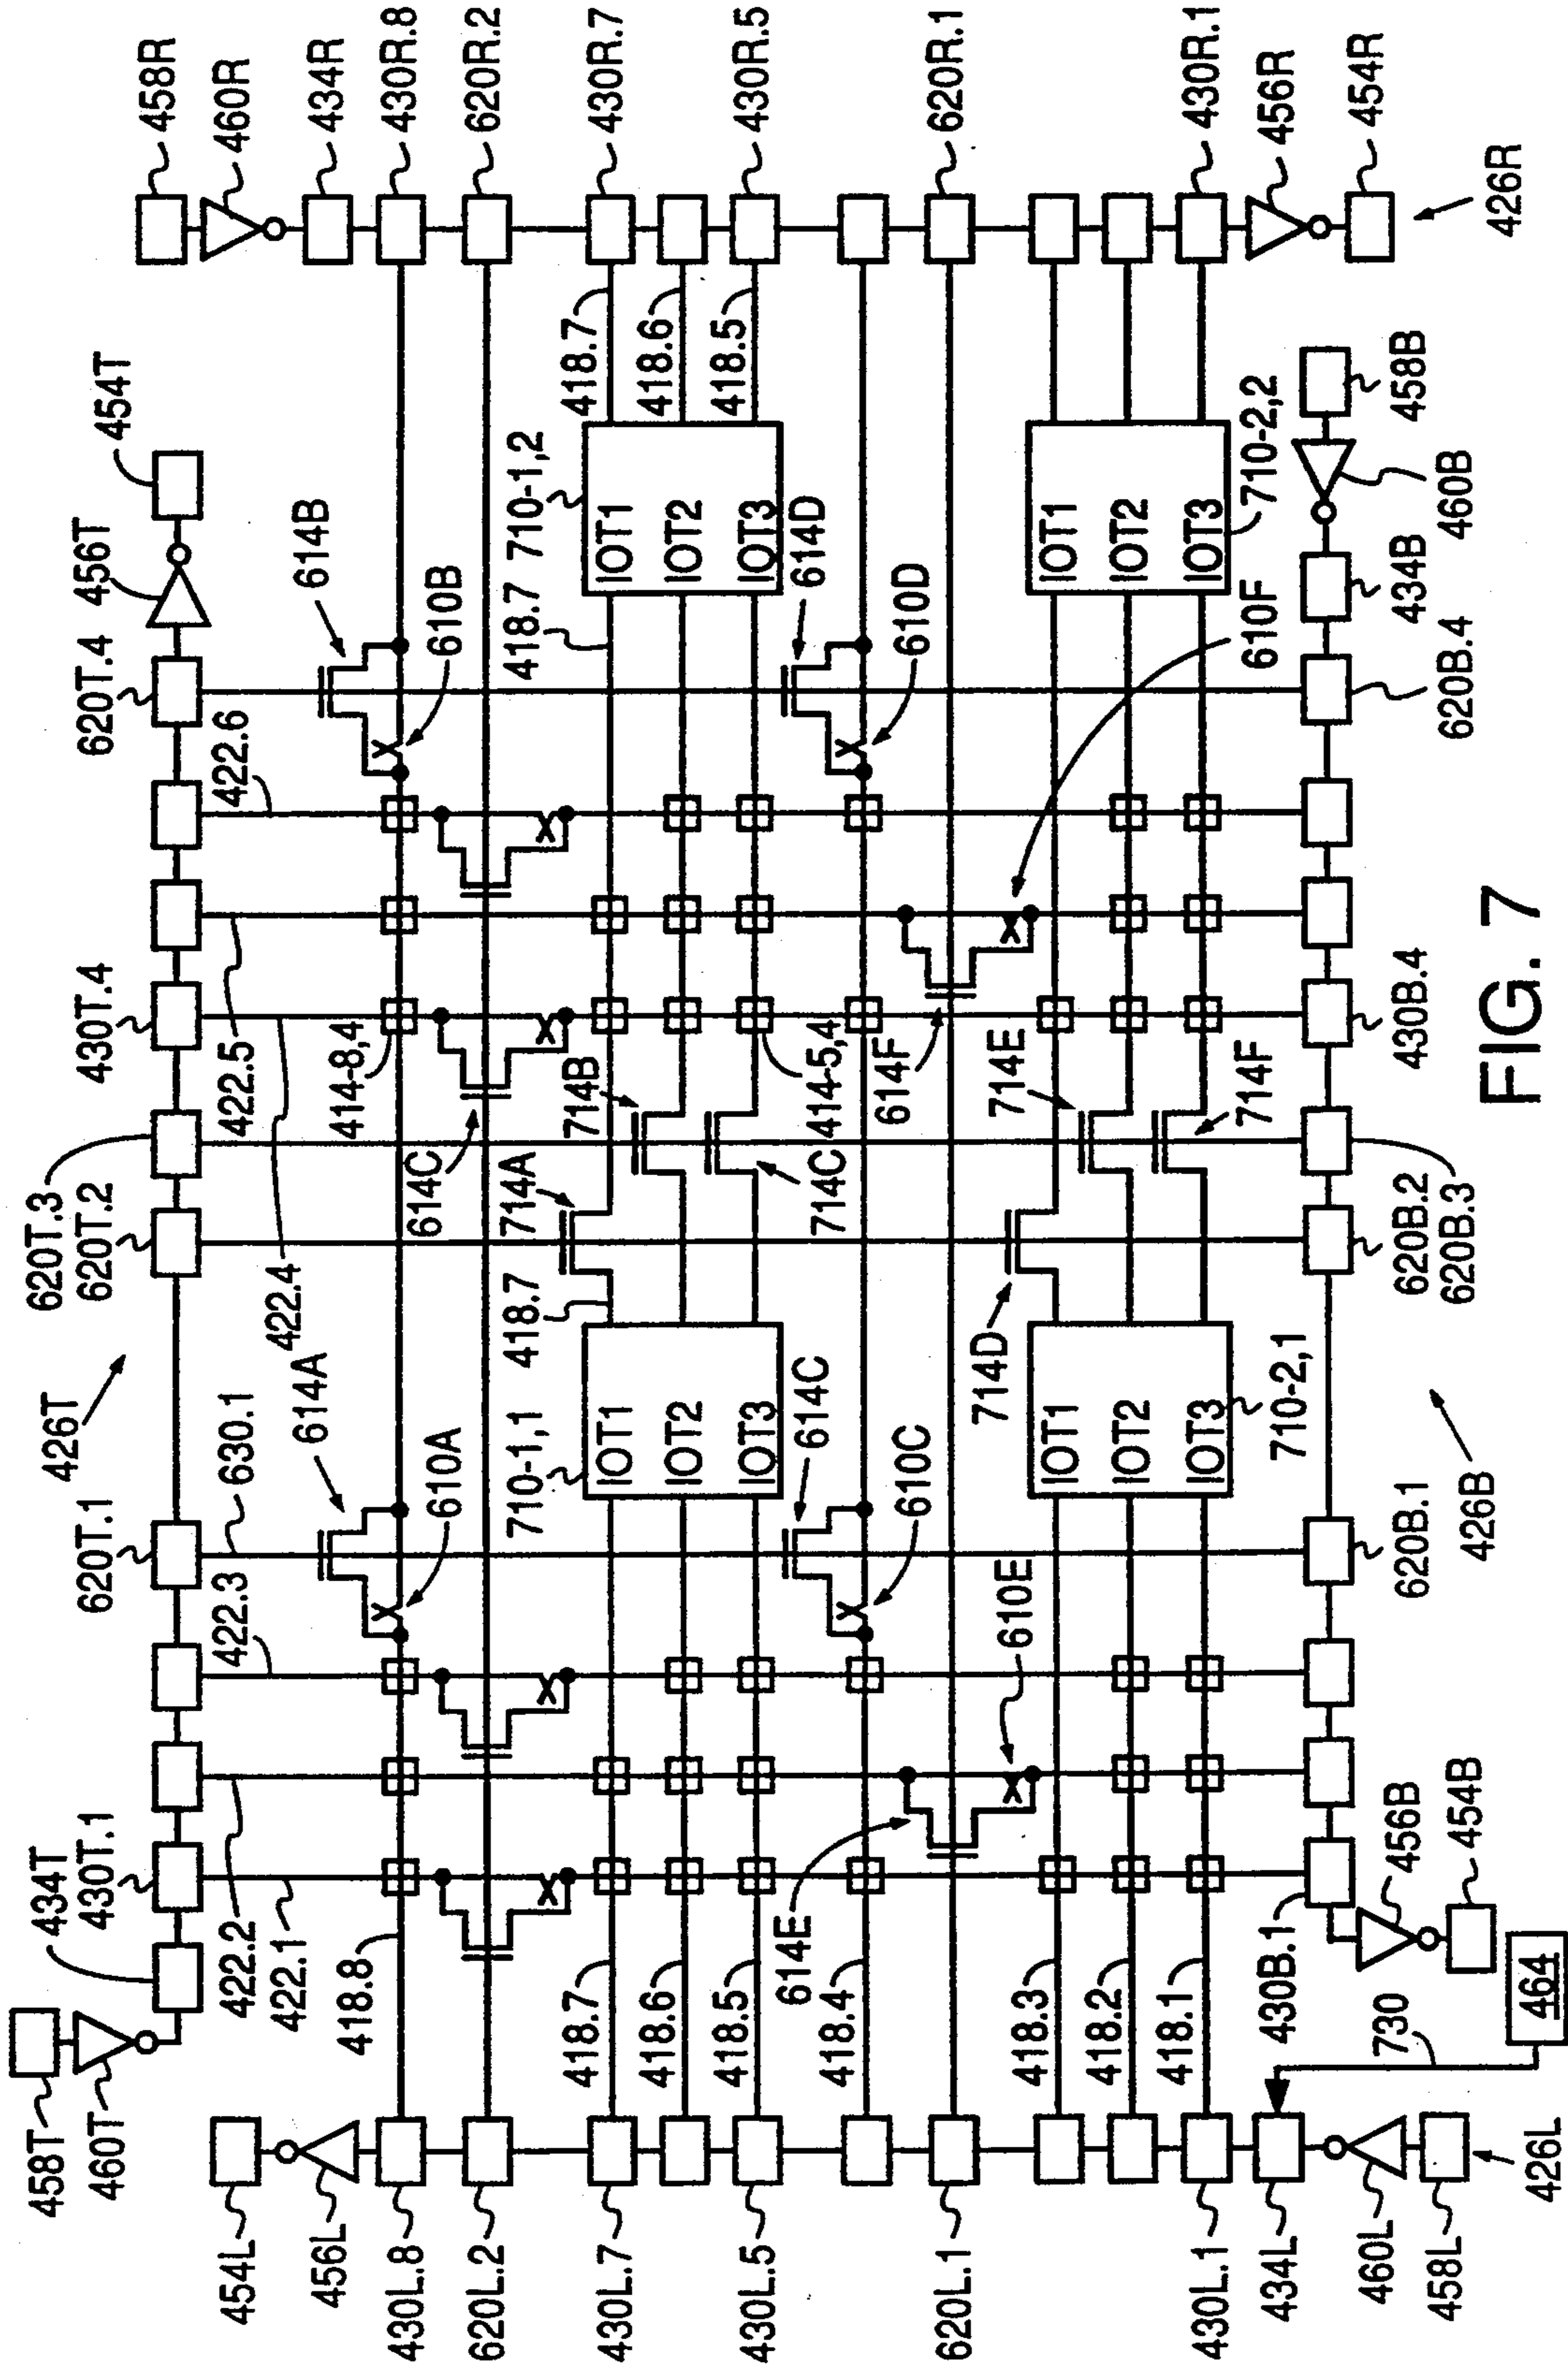 458T
460T
434T
430T.1
422.2
422.1
418.8
422.3
620T.1
630.1
426T
614A
620T.3
620T.2
422.4
422.5
430T.4
414-8,4
422.6
620T.4
456T
454T
614B
458R
460R
434R
430R.8
620R.2
430R.7
430R.5
620R.1
430R.1
456R
454R
426R
454L
456L
430L.8
620L.2
430L.7
430L.5
620L.1
430L.1
434L
460L
458L
426L
418.7
418.6
418.5
418.4
418.3
418.2
418.1
610A
710-1,1
IOT1
IOT2
IOT3
418.7
614C
714A
714B
714C
414-5,4
610B
418.7
710-1,2
IOT1
IOT2
IOT3
418.7
418.6
418.5
614C
610C
614D
610D
614E
610E
614F
610F
714D
714E
714F
IOT1
IOT2
IOT3
710-2,1
IOT1
IOT2
IOT3
710-2,2
430B.1
456B
454B
730
464
620B.1
426B
620B.2
620B.3
430B.4
620B.4
434B
460B
458B
FIG. 7